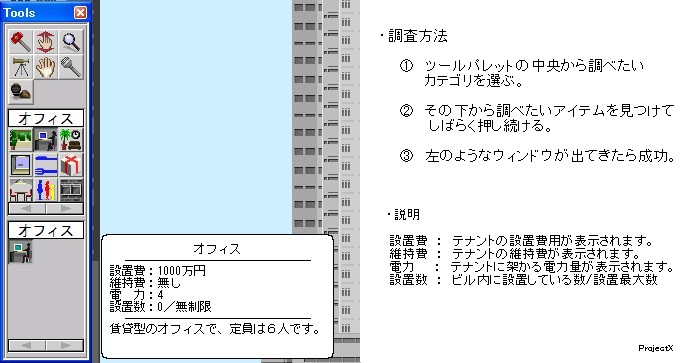 Tools
オフィス
オフィス
オフィス
設置費：1000万円
維持費：無し
電　力：4
設置数：0／無制限
賃貸型のオフィスで、定員は６人です。
・調査方法
① ツールパレットの中央から調べたい
カテゴリを選ぶ。
② その下から調べたいアイテムを見つけて
しばらく押し続ける。
③ 左のようなウィンドウが出てきたら成功。
・説明
設置費 ： テナントの設置費用が表示されます。
維持費 ： テナントの維持費が表示されます。
電力 ： テナントに架かる電力量が表示されます。
設置数 ： ビル内に設置している数/設置最大数
ProjectX